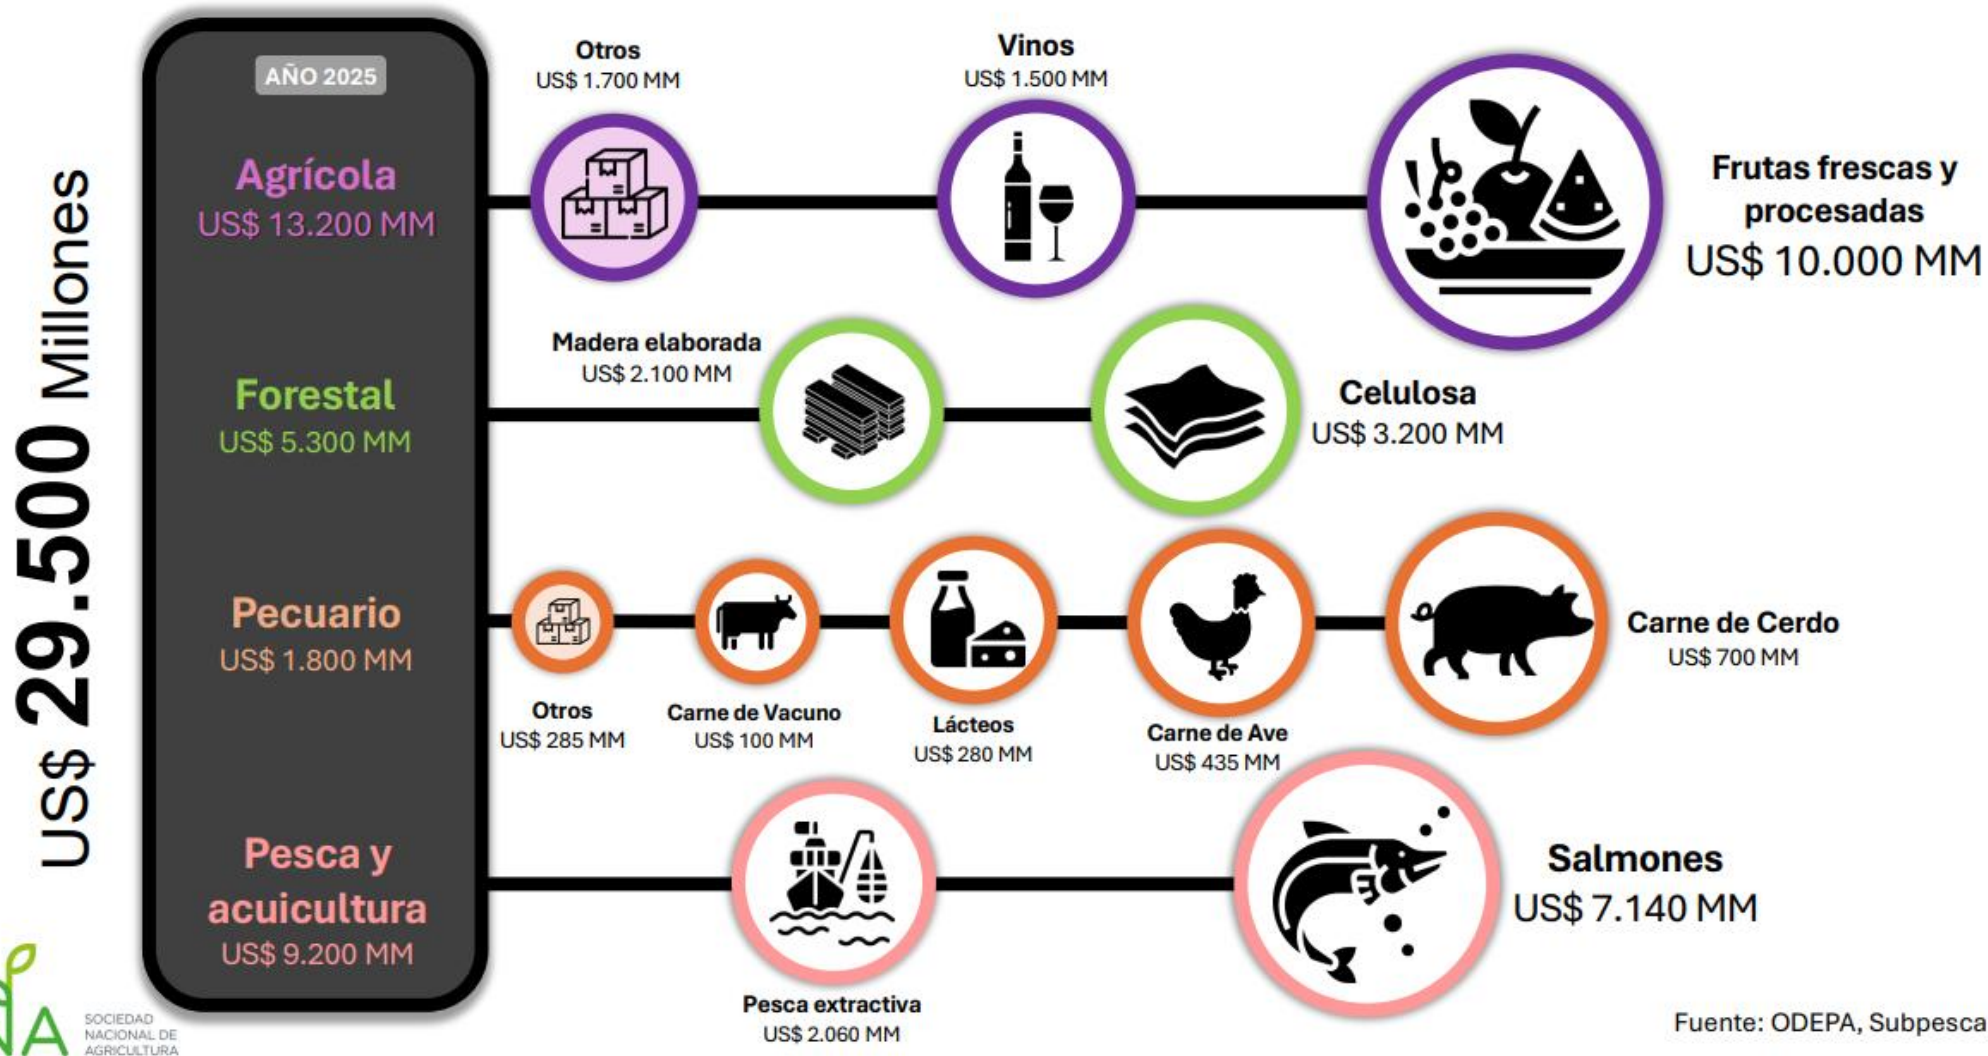 US$ 29.500 Millones
AÑO 2025
Agrícola
US$ 13.200 MM
Otros
US$ 1.700 MM
Vinos
US$ 1.500 MM
Frutas frescas y
procesadas
US$ 10.000 MM
Forestal
US$ 5.300 MM
Madera elaborada
US$ 2.100 MM
Celulosa
US$ 3.200 MM
Pecuario
US$ 1.800 MM
Otros
US$ 285 MM
Carne de Vacuno
US$ 100 MM
Lácteos
US$ 280 MM
Carne de Ave
US$ 435 MM
Carne de Cerdo
US$ 700 MM
Pesca y
acuicultura
US$ 9.200 MM
Pesca extractiva
US$ 2.060 MM
Salmones
US$ 7.140 MM
SOCIEDAD
NACIONAL DE
AGRICULTURA
Fuente: ODEPA, Subpesca